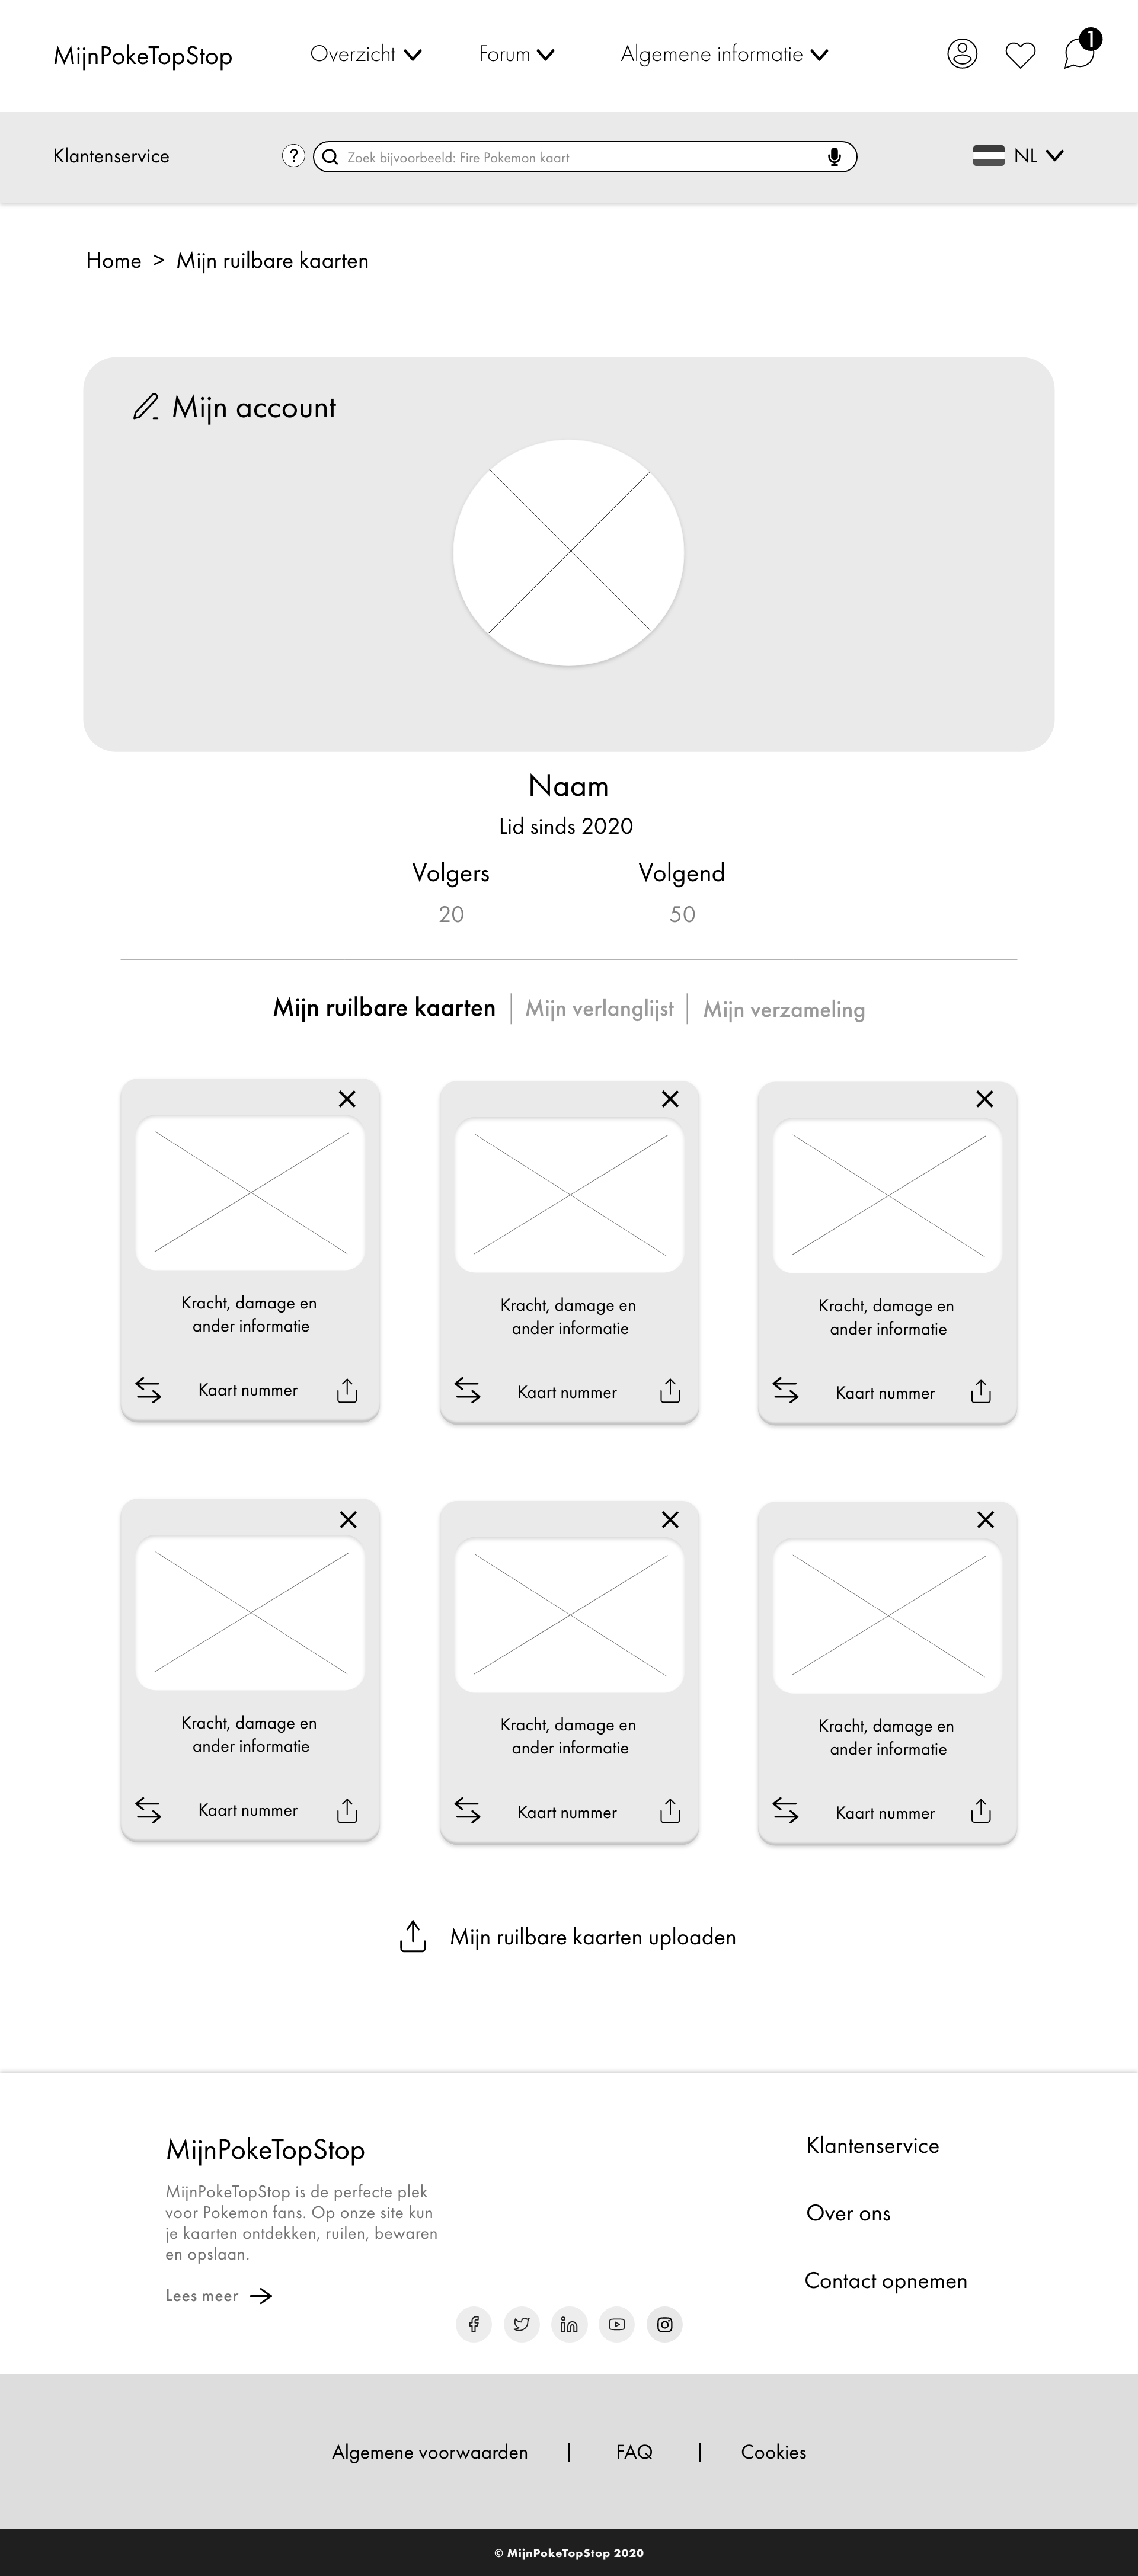 MijnPokeTopStop
Overzicht
Forum
Algemene informatie
1
Klantenservice
?
Zoek bijvoorbeeld: Fire Pokemon kaart
NL
Home > Mijn ruilbare kaarten
Mijn account
Naam
Lid sinds 2020
Volgers
Volgend
20
50
Mijn ruilbare kaarten | Mijn verlanglijst | Mijn verzameling
Kracht, damage en
ander informatie
Kaart nummer
Kracht, damage en
ander informatie
Kaart nummer
Kracht, damage en
ander informatie
Kaart nummer
Kracht, damage en
ander informatie
Kaart nummer
Kracht, damage en
ander informatie
Kaart nummer
Kracht, damage en
ander informatie
Kaart nummer
Mijn ruilbare kaarten uploaden
MijnPokeTopStop
MijnPokeTopStop is de perfecte plek
voor Pokemon fans. Op onze site kun
je kaarten ontdekken, ruilen, bewaren
en opslaan.
Lees meer
Klantenservice
Over ons
Contact opnemen
Algemene voorwaarden | FAQ | Cookies
© MijnPokeTopStop 2020